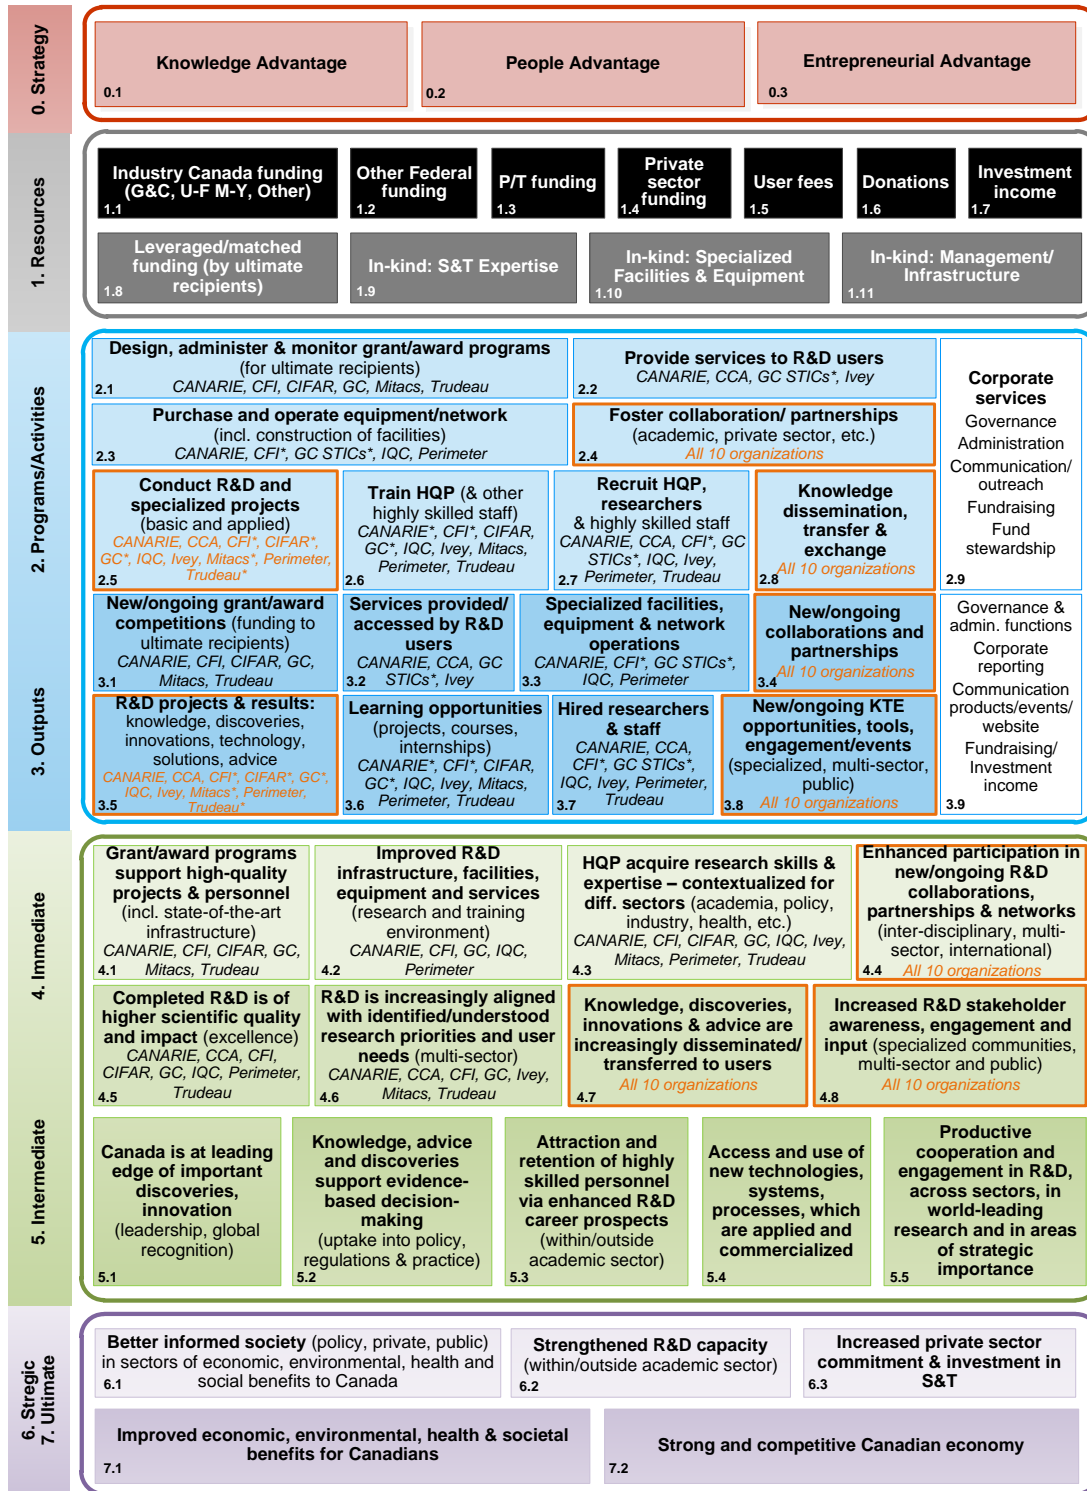 0. Strategy
Knowledge Advantage
0.1
People Advantage
0.2
Entrepreneurial Advantage
0.3
1. Resources
Industry Canada funding
(G&C, U-F M-Y, Other)
1.1
Other Federal
funding
1.2
P/T funding
1.3
Private
sector
funding
1.4
User fees
1.5
Donations
1.6
Investment
income
1.7
Leveraged/matched
funding (by ultimate
recipients)
1.8
In-kind: S&T Expertise
1.9
In-kind: Specialized
Facilities & Equipment
1.10
In-kind: Management/
Infrastructure
1.11
2. Programs/Activities
Design, administer & monitor grant/award programs
(for ultimate recipients)
CANARIE, CFI, CIFAR, GC, Mitacs, Trudeau
2.1
Provide services to R&D users
CANARIE, CCA, GC STICs*, Ivey
2.2
Purchase and operate equipment/network
(incl. construction of facilities)
CANARIE, CFI*, GC STICs*, IQC, Perimeter
2.3
Foster collaboration/ partnerships
(academic, private sector, etc.)
All 10 organizations
2.4
Conduct R&D and
specialized projects
(basic and applied)
CANARIE, CCA, CFI*, CIFAR*,
GC*, IQC, Ivey, Mitacs*, Perimeter,
Trudeau*
2.5
Train HQP (& other
highly skilled staff)
CANARIE*, CFI*, CIFAR,
GC*, IQC, Ivey, Mitacs,
Perimeter, Trudeau
2.6
Recruit HQP,
researchers
& highly skilled staff
CANARIE, CCA, CFI*, GC
STICs*, IQC, Ivey,
Perimeter, Trudeau
2.7
Knowledge
dissemination,
transfer &
exchange
All 10 organizations
2.8
Corporate
services
Governance
Administration
Communication/
outreach
Fundraising
Fund
stewardship
2.9
3. Outputs
New/ongoing grant/award
competitions (funding to
ultimate recipients)
CANARIE, CFI, CIFAR, GC,
Mitacs, Trudeau
3.1
Services provided/
accessed by R&D
users
CANARIE, CCA, GC
STICs*, Ivey
3.2
Specialized facilities,
equipment & network
operations
CANARIE, CFI*, GC STICs*,
IQC, Perimeter
3.3
New/ongoing
collaborations and
partnerships
All 10 organizations
3.4
R&D projects & results:
knowledge, discoveries,
innovations, technology,
solutions, advice
CANARIE, CCA, CFI*, CIFAR*, GC*,
IQC, Ivey, Mitacs*, Perimeter,
Trudeau*
3.5
Learning opportunities
(projects, courses,
internships)
CANARIE*, CFI*, CIFAR,
GC*, IQC, Ivey, Mitacs,
Perimeter, Trudeau
3.6
Hired researchers
& staff
CANARIE, CCA,
CFI*, GC STICs*,
IQC, Ivey, Perimeter,
Trudeau
3.7
New/ongoing KTE
opportunities, tools,
engagement/events
(specialized, multi-sector,
public)
All 10 organizations
3.8
Governance &
admin. functions
Corporate
reporting
Communication
products/events/
website
Fundraising/
Investment
income
3.9
4. Immediate
Grant/award programs
support high-quality
projects & personnel
(incl. state-of-the-art
infrastructure)
CANARIE, CFI, CIFAR, GC,
Mitacs, Trudeau
4.1
Improved R&D
infrastructure, facilities,
equipment and services
(research and training
environment)
CANARIE, CFI, GC, IQC,
Perimeter
4.2
HQP acquire research skills &
expertise – contextualized for
diff. sectors (academia, policy,
industry, health, etc.)
CANARIE, CFI, CIFAR, GC, IQC, Ivey,
Mitacs, Perimeter, Trudeau
4.3
Enhanced participation in
new/ongoing R&D
collaborations,
partnerships & networks
(inter-disciplinary, multi-
sector, international)
All 10 organizations
4.4
Completed R&D is of
higher scientific quality
and impact (excellence)
CANARIE, CCA, CFI,
CIFAR, GC, IQC, Perimeter,
Trudeau
4.5
R&D is increasingly aligned
with identified/understood
research priorities and user
needs (multi-sector)
CANARIE, CCA, CFI, GC, Ivey,
Mitacs, Trudeau
4.6
Knowledge, discoveries,
innovations & advice are
increasingly disseminated/
transferred to users
All 10 organizations
4.7
Increased R&D stakeholder
awareness, engagement and
input (specialized communities,
multi-sector and public)
All 10 organizations
4.8
5. Intermediate
Canada is at leading
edge of important
discoveries,
innovation
(leadership, global
recognition)
5.1
Knowledge, advice
and discoveries
support evidence-
based decision-
making
(uptake into policy,
regulations & practice)
5.2
Attraction and
retention of highly
skilled personnel
via enhanced R&D
career prospects
(within/outside
academic sector)
5.3
Access and use of
new technologies,
systems,
processes, which
are applied and
commercialized
5.4
Productive
cooperation and
engagement in R&D,
across sectors, in
world-leading
research and in areas
of strategic
importance
5.5
6. Stregic
7. Ultimate
Better informed society (policy, private, public)
in sectors of economic, environmental, health and
social benefits to Canada
6.1
Strengthened R&D capacity
(within/outside academic sector)
6.2
Increased private sector
commitment & investment in
S&T
6.3
Improved economic, environmental, health & societal
benefits for Canadians
7.1
Strong and competitive Canadian economy
7.2